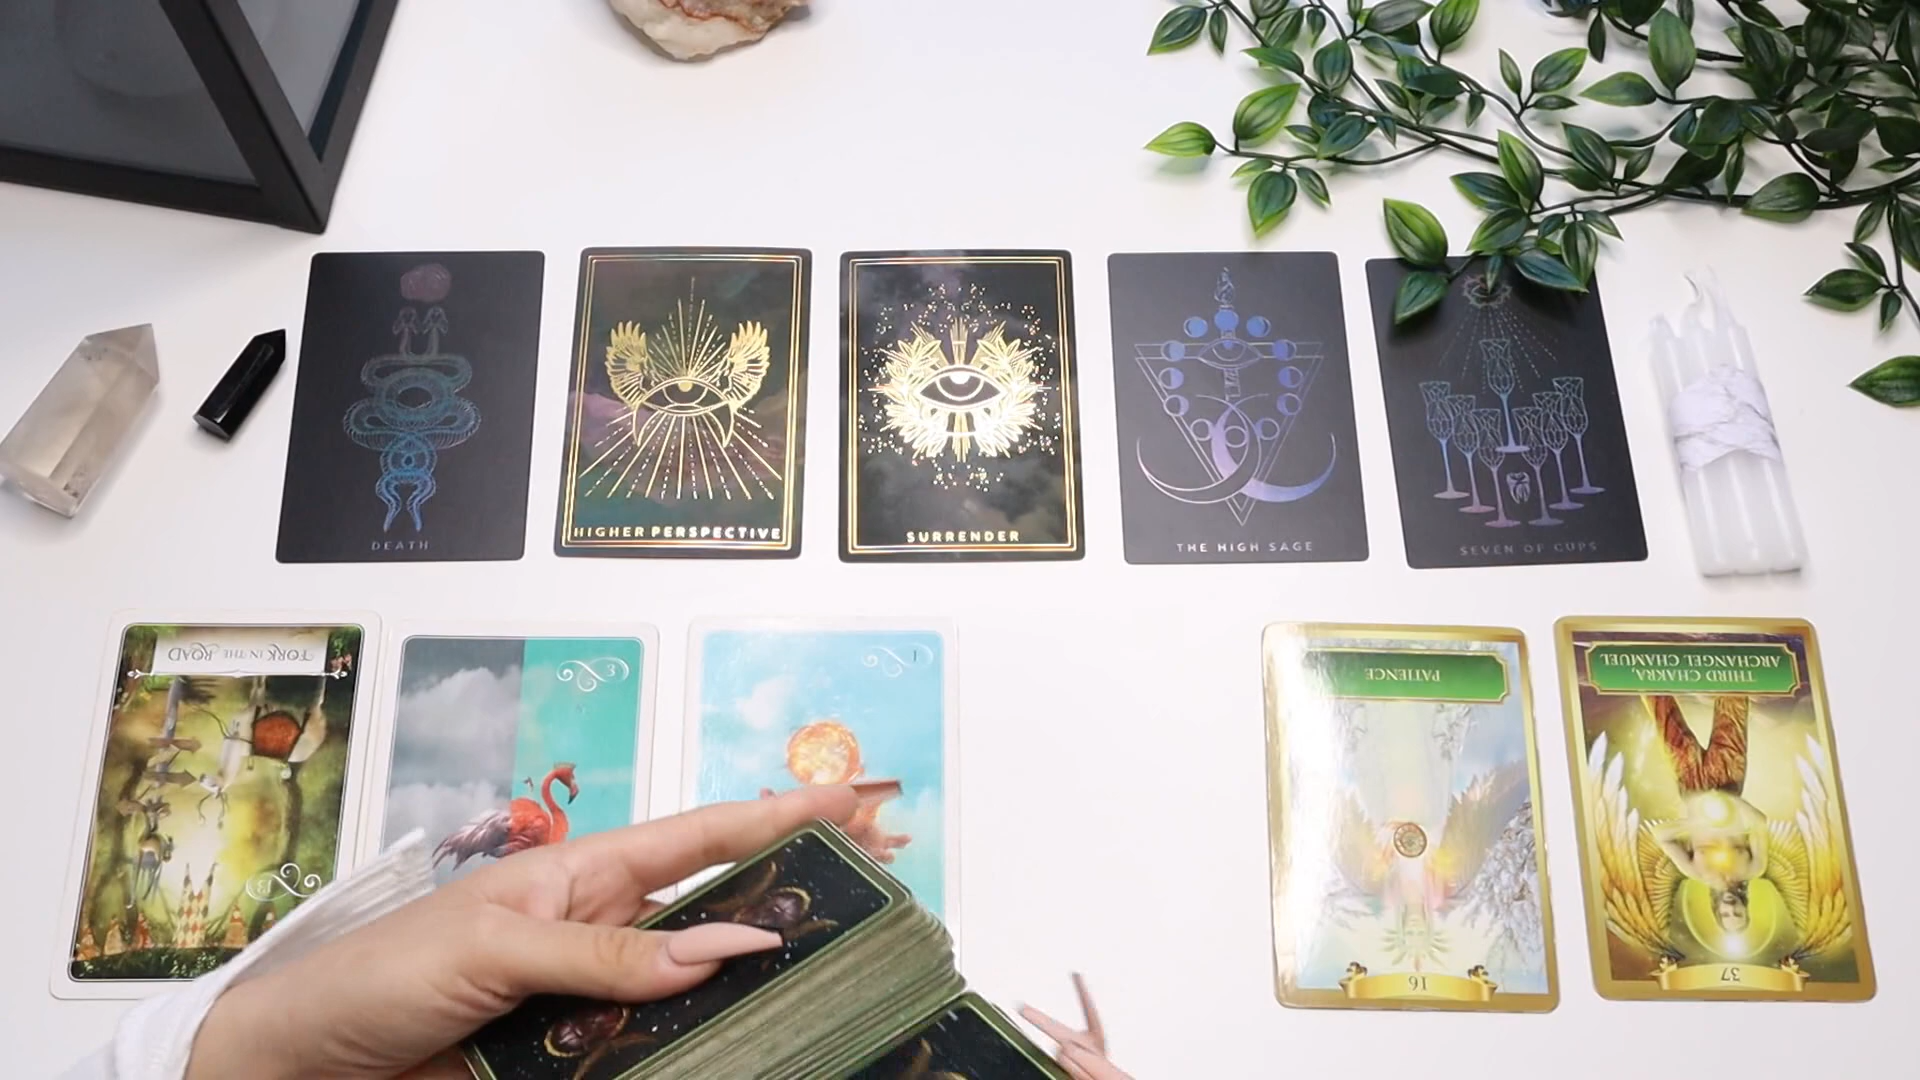 DEATH
HIGHER PERSPECTIVE
SURRENDER
THE HIGH SAGE
SEVEN OF CUPS
FORK IN THE ROAD
13
3
1
PATIENCE
16
THIRD CHAKRA,
ARCHANGEL CHAMUEL
37